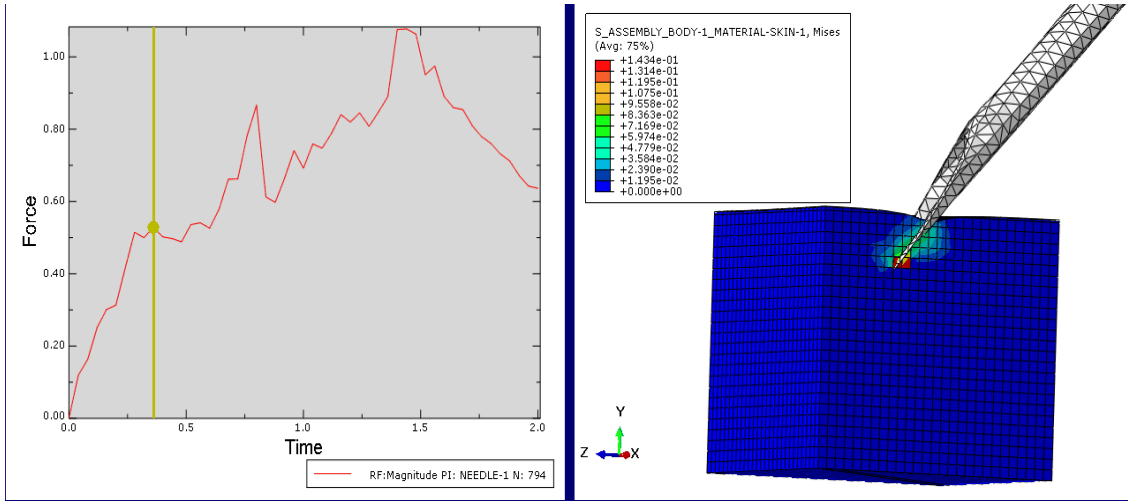 1.00
0.80
0.60
0.40
0.20
0.00
Force
0.0
0.5
1.0
1.5
2.0
Time
RF:Magnitude PI: NEEDLE-1 N: 794
S_ASSEMBLY_BODY-1_MATERIAL-SKIN-1, Mises
(Avg: 75%)
+1.434e-01
+1.314e-01
+1.195e-01
+1.075e-01
+9.558e-02
+8.363e-02
+7.169e-02
+5.974e-02
+4.779e-02
+3.584e-02
+2.390e-02
+1.195e-02
+0.000e+00
Y
Z
X